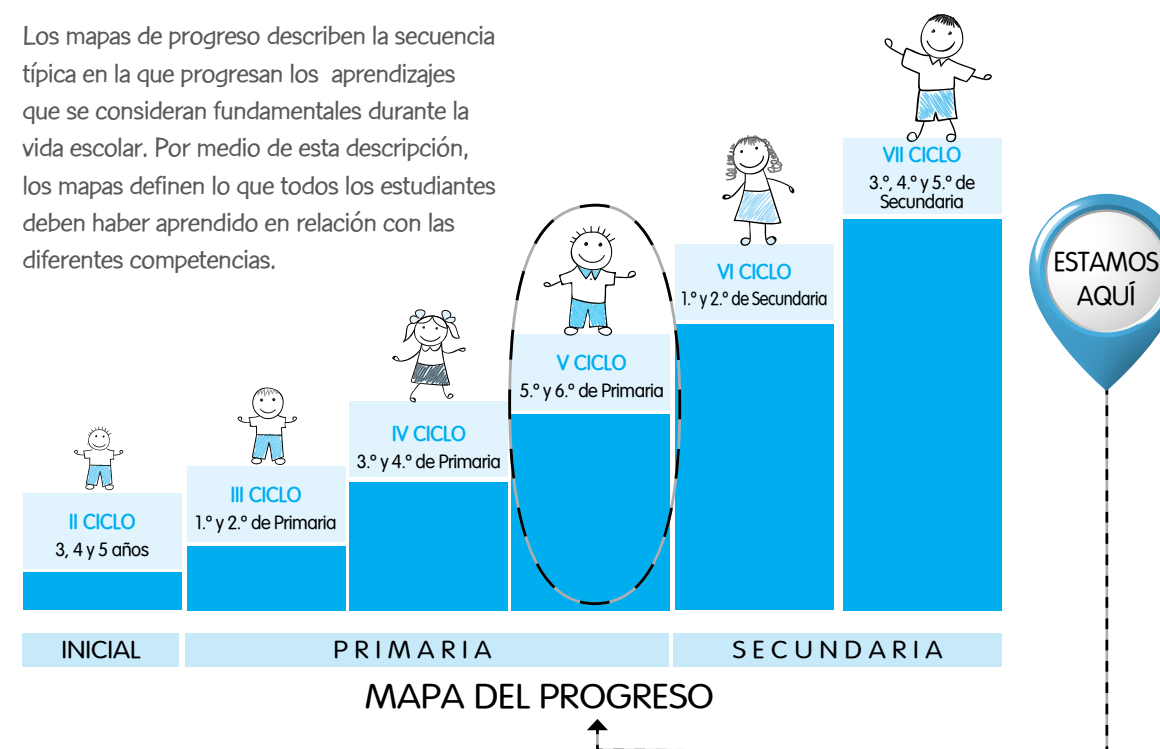 Los mapas de progreso describen la secuencia
típica en la que progresan los aprendizajes
que se consideran fundamentales durante la
vida escolar. Por medio de esta descripción,
los mapas definen lo que todos los estudiantes
deben haber aprendido en relación con las
diferentes competencias.
II CICLO
3, 4 y 5 años
III CICLO
1.º y 2.º de Primaria
IV CICLO
3.º y 4.º de Primaria
V CICLO
5.º y 6.º de Primaria
VI CICLO
1.º y 2.º de Secundaria
VII CICLO
3.º, 4.º y 5.º de
Secundaria
ESTAMOS
AQUÍ
INICIAL
PRIMARIA
SECUNDARIA
MAPA DEL PROGRESO